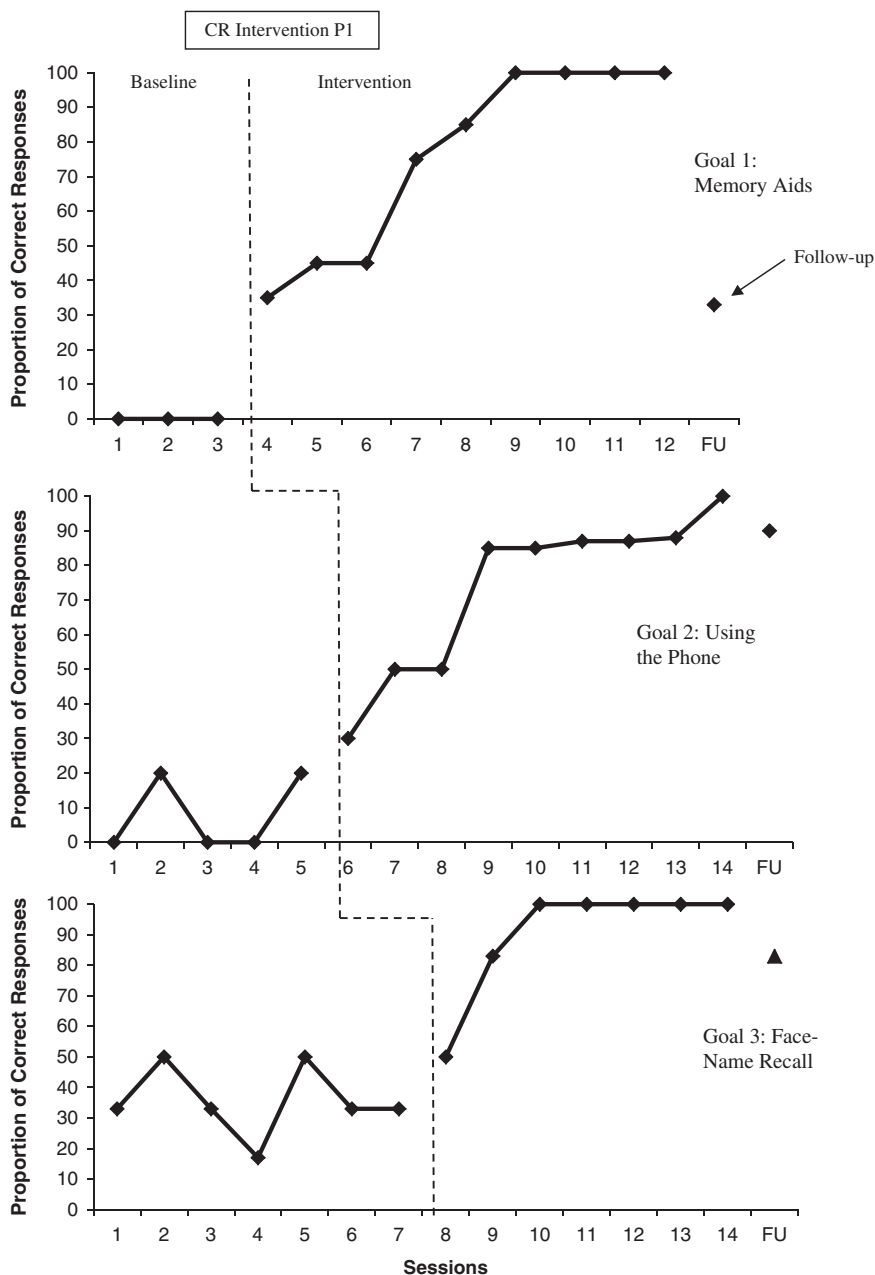 CR Intervention P1
Baseline
Intervention
Proportion of Correct Responses
100
90
80
70
60
50
40
30
20
10
0
Goal 1:
Memory Aids
Follow-up
1 2 3 4 5 6 7 8 9 10 11 12 FU
Proportion of Correct Responses
100
90
80
70
60
50
40
30
20
10
0
Goal 2: Using
the Phone
1 2 3 4 5 6 7 8 9 10 11 12 13 14 FU
Proportion of Correct Responses
100
90
80
70
60
50
40
30
20
10
0
Goal 3: Face-
Name Recall
1 2 3 4 5 6 7 8 9 10 11 12 13 14 FU
Sessions